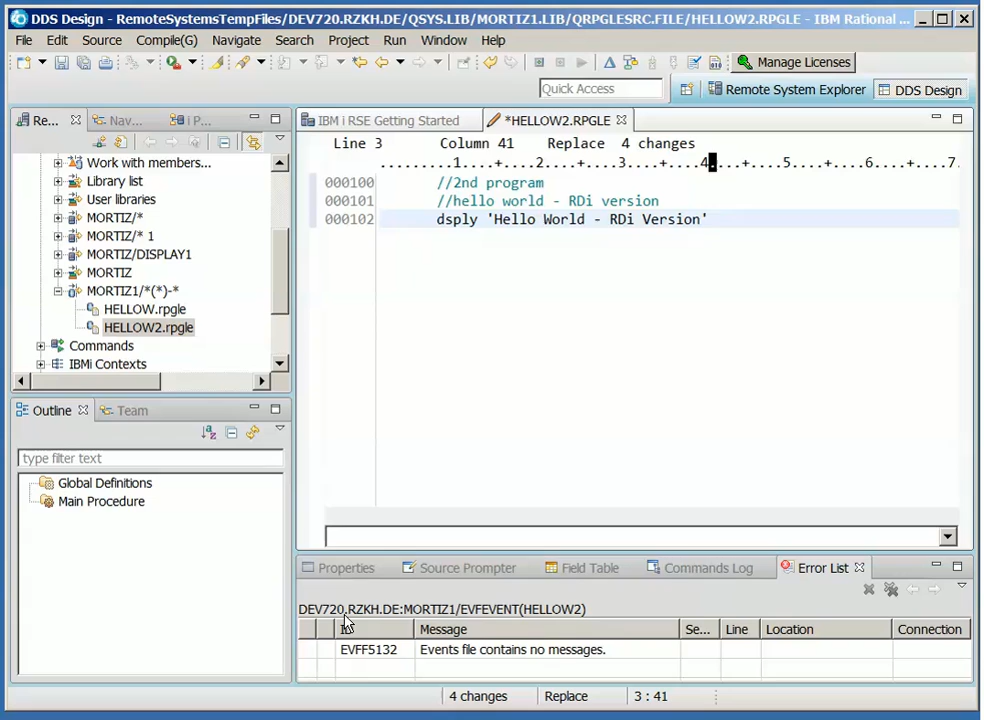 DDS Design - RemoteSystemsTempFiles/DEV720.RZKH.DE/QSYS.LIB/MORTIZ1.LIB/QRPGLESRC.FILE/HELLOW2.RPGLE - IBM Rational ...
File Edit Source Compile(G) Navigate Search Project Run Window Help
Manage Licenses
Quick Access
Remote System Explorer
DDS Design
Re...
Nav...
i P...
Work with members...
Library list
User libraries
MORTIZ/*
MORTIZ/* 1
MORTIZ/DISPLAY1
MORTIZ
MORTIZ1/*(*)-*
HELLOW.rpgle
HELLOW2.rpgle
Commands
IBMi Contexts
Outline
Team
type filter text
Global Definitions
Main Procedure
IBM i RSE Getting Started
*HELLOW2.RPGLE
Line 3 Column 41 Replace 4 changes
.........1....+....2....+....3....+....4....+....5....+....6....+....7.
000100 //2nd program
000101 //hello world - RDi version
000102 dsply 'Hello World - RDi Version'
Properties
Source Prompter
Field Table
Commands Log
Error List
DEV720.RZKH.DE:MORTIZ1/EVFEVENT(HELLOW2)
ID Message Se... Line Location Connection
EVFF5132 Events file contains no messages.
4 changes Replace 3 : 41